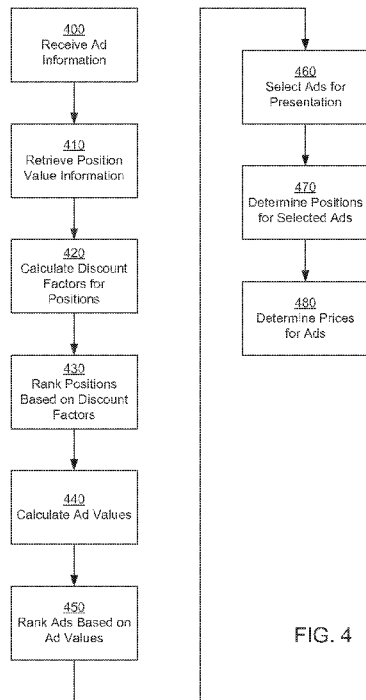 400
Receive Ad
Information
410
Retrieve Position
Value Information
420
Calculate Discount
Factors for
Positions
430
Rank Positions
Based on Discount
Factors
440
Calculate Ad Values
450
Rank Ads Based on
Ad Values
460
Select Ads for
Presentation
470
Determine Positions
for Selected Ads
480
Determine Prices
for Ads
FIG. 4